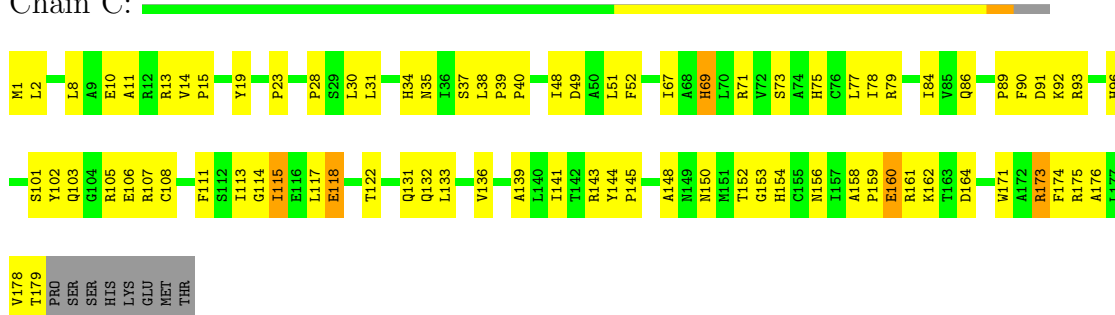 Chain C:
M1 L2 L8 A9 E10 A11 R12 R13 V14 P15 Y19 P23 P28 S29 L30 L31 H34 N35 I36 S37 L38 P39 P40 I48 D49 A50 L51 F52 I67 A68 H69 L70 R71 V72 S73 A74 H75 C76 L77 I78 R79 I84 V85 Q86 P89 F90 D91 K92 R93 H96
S101 Y102 Q103 G104 R105 E106 R107 C108 F111 S112 I113 G114 I115 E116 L117 E118 T122 Q131 Q132 L133 V136 A139 L140 I141 T142 R143 Y144 P145 A148 N149 N150 M151 T152 G153 H154 C155 N156 I157 A158 P159 E160 R161 K162 T163 D164 W171 A172 R173 F174 R175 A176 L177
V178 T179 PRO SER SER HIS LYS GLU MET THR